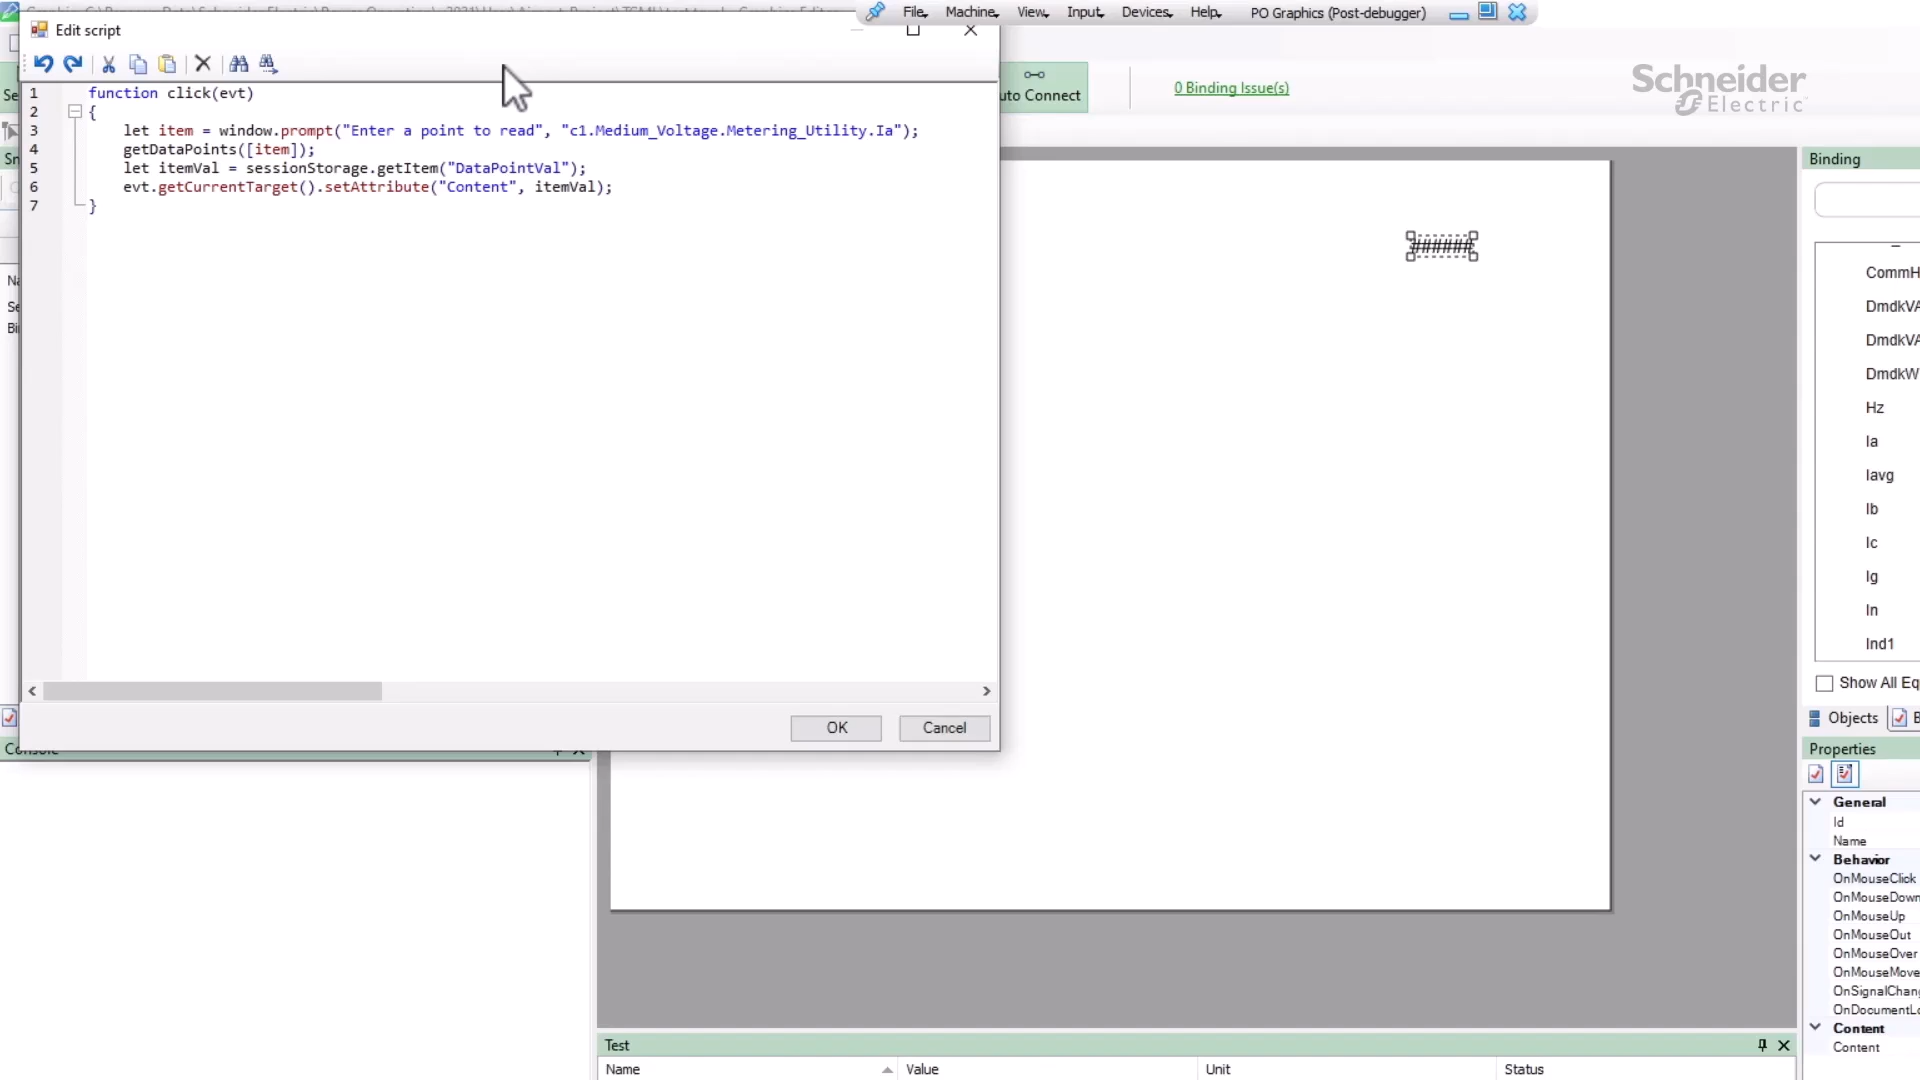 File Machine View Input Devices Help PO Graphics (Post-debugger)
Edit script
uto Connect
0 Binding Issue(s)
Schneider
Electric
1 function click(evt)
2 {
3 let item = window.prompt("Enter a point to read", "c1.Medium_Voltage.Metering_Utility.Ia");
4 getDataPoints([item]);
5 let itemVal = sessionStorage.getItem("DataPointVal");
6 evt.getCurrentTarget().setAttribute("Content", itemVal);
7 }
######
Binding
CommH
DmdkVA
DmdkVA
DmdkW
Hz
Ia
Iavg
Ib
Ic
Ig
In
Ind1
Show All Eq
Objects B
OK Cancel
Properties
General
Id
Name
Behavior
OnMouseClick
OnMouseDown
OnMouseUp
OnMouseOut
OnMouseOver
OnMouseMove
OnSignalChang
OnDocumentLo
Content
Content
Test
Name Value Unit Status